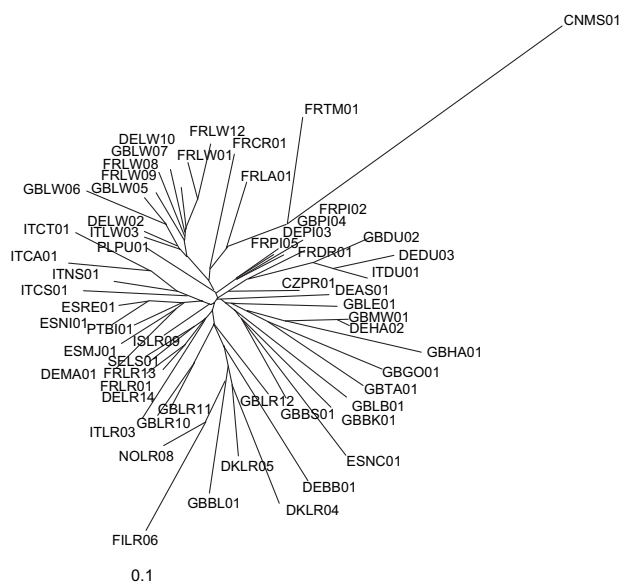 CNMS01
FRTM01
FRLW12
DELW10
FRCR01
GBLW07
FRLW01
FRLW08
FRLW09
FRLA01
GBLW06
GBLW05
FRPI02
GBPI04
DELW02
ITCT01
ITLW03
DEPI03
GBDU02
PLPU01
FRPI05
FRDR01
DEDU03
ITCA01
ITNS01
ITDU01
CZPR01
ITCS01
DEAS01
ESRE01
GBLE01
ESNI01
GBMW01
PTBI01
DEHA02
ISLR09
ESMJ01
GBHA01
SELS01
DEMA01
FRLR13
GBGO01
FRLR01
GBTA01
DELR14
GBLR12
GBLB01
GBLR11
GBBS01
GBBK01
GBLR10
ITLR03
NOLR08
ESNC01
DKLR05
DEBB01
GBBL01
DKLR04
FILR06
0.1